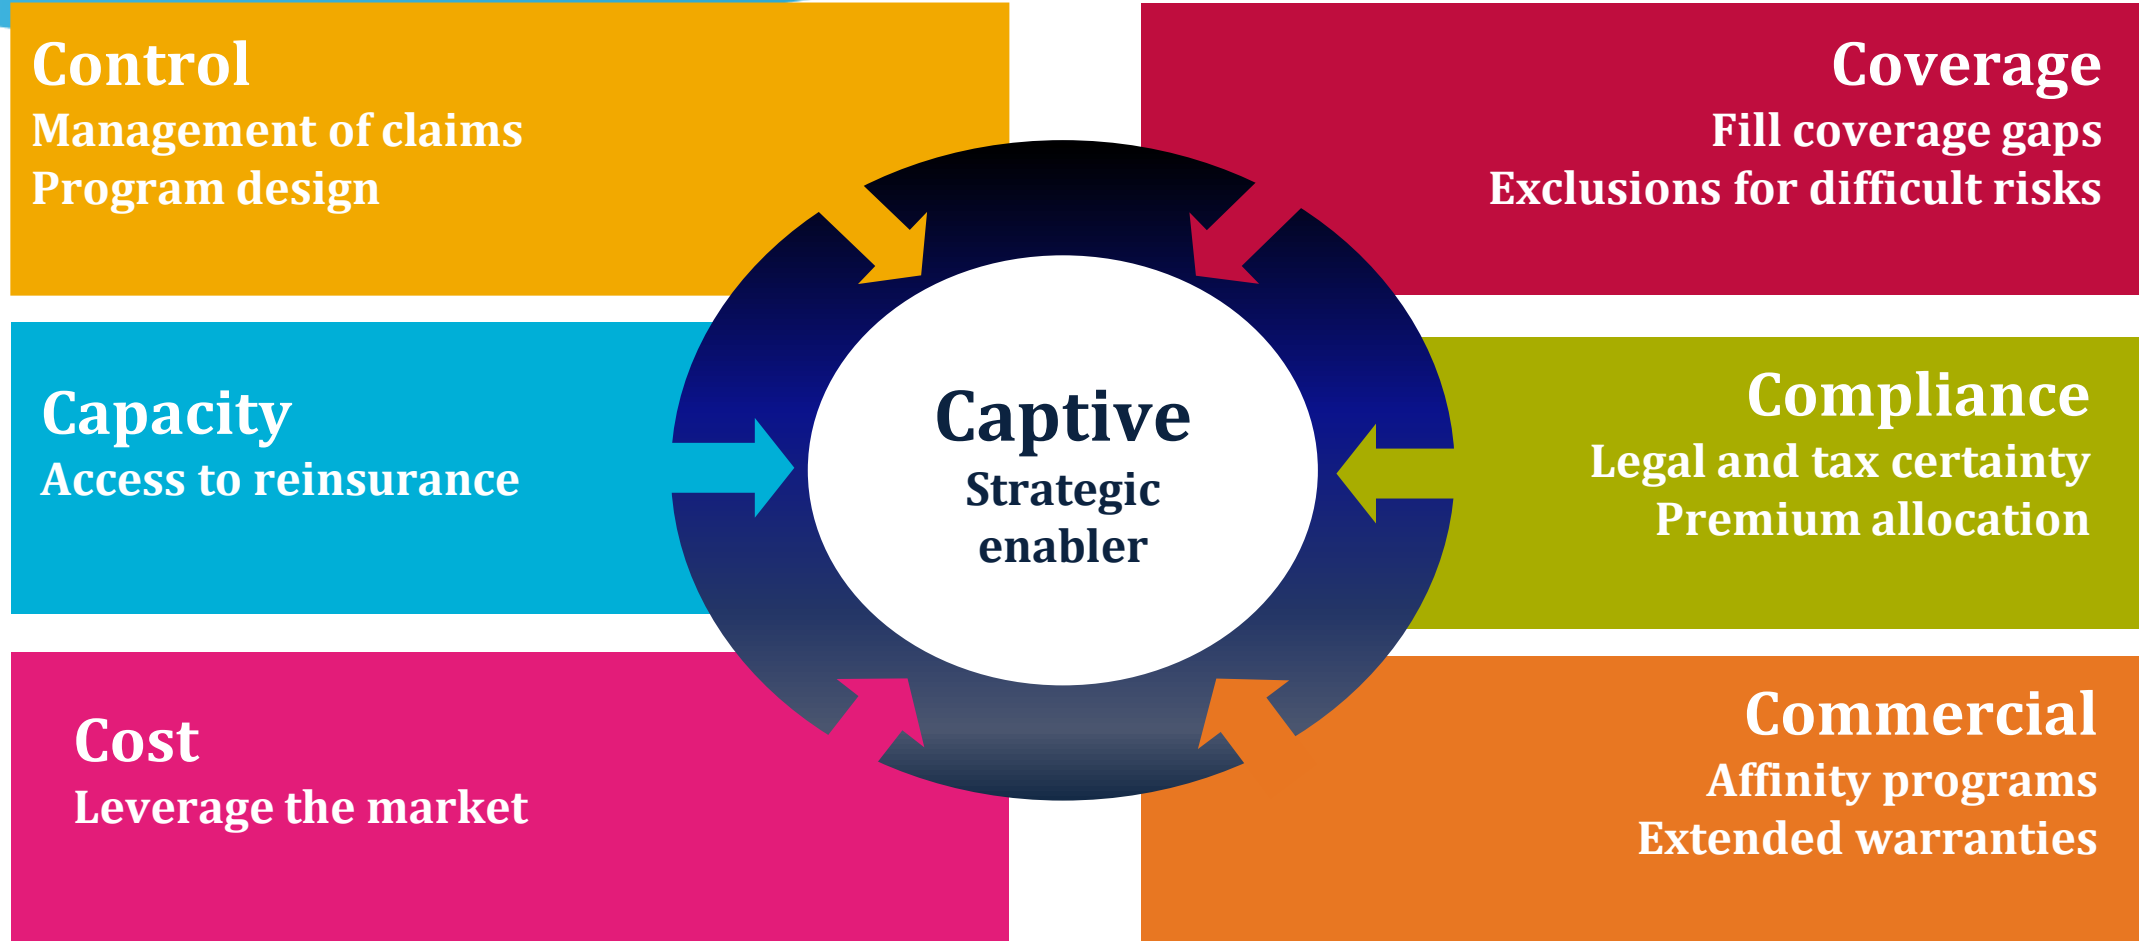 Control
Management of claims
Program design
Coverage
Fill coverage gaps
Exclusions for difficult risks
Capacity
Access to reinsurance
Captive
Strategic
enabler
Compliance
Legal and tax certainty
Premium allocation
Cost
Leverage the market
Commercial
Affinity programs
Extended warranties